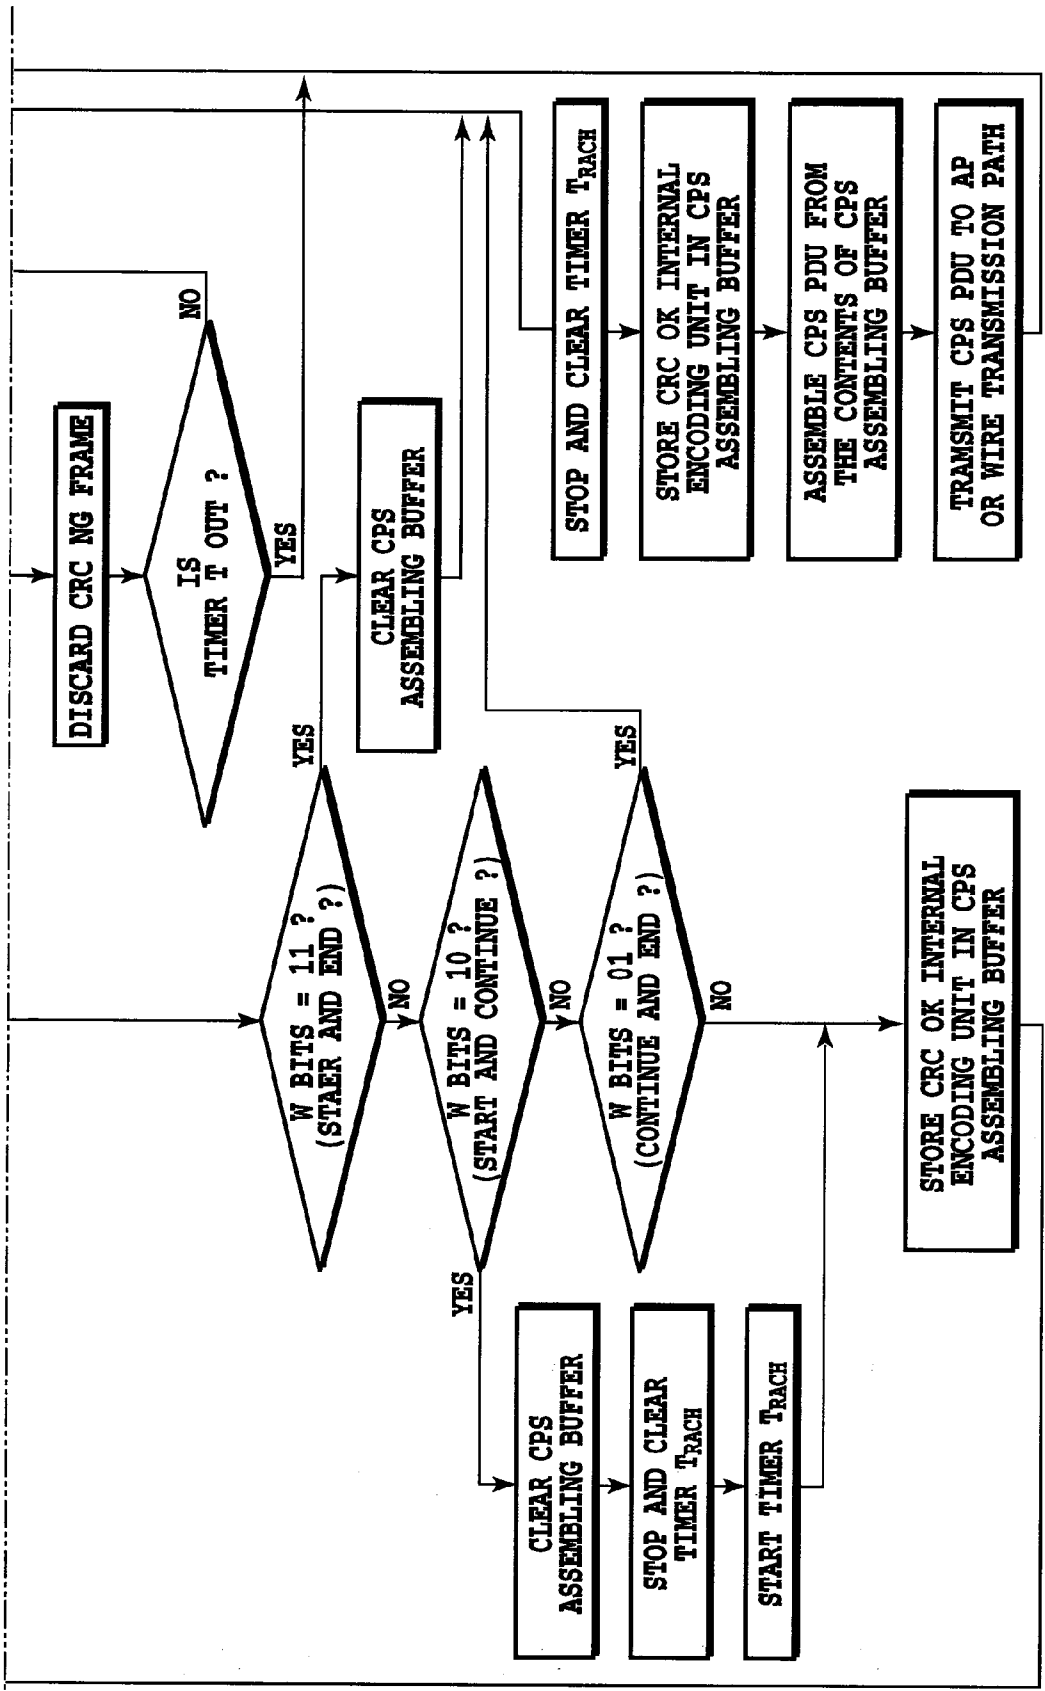 DISCARD CRC NG FRAME
IS
TIMER T OUT ?
NO
YES
W BITS = 11 ?
(STAER AND END ?)
YES
NO
CLEAR CPS
ASSEMBLING BUFFER
W BITS = 10 ?
(START AND CONTINUE ?)
YES
NO
W BITS = 01 ?
(CONTINUE AND END ?)
YES
NO
CLEAR CPS
ASSEMBLING BUFFER
STOP AND CLEAR
TIMER TRACH
START TIMER TRACH
STORE CRC OK INTERNAL
ENCODING UNIT IN CPS
ASSEMBLING BUFFER
STOP AND CLEAR TIMER TRACH
STORE CRC OK INTERNAL
ENCODING UNIT IN CPS
ASSEMBLING BUFFER
ASSEMBLE CPS PDU FROM
THE CONTENTS OF CPS
ASSEMBLING BUFFER
TRAMSMIT CPS PDU TO AP
OR WIRE TRANSMISSION PATH